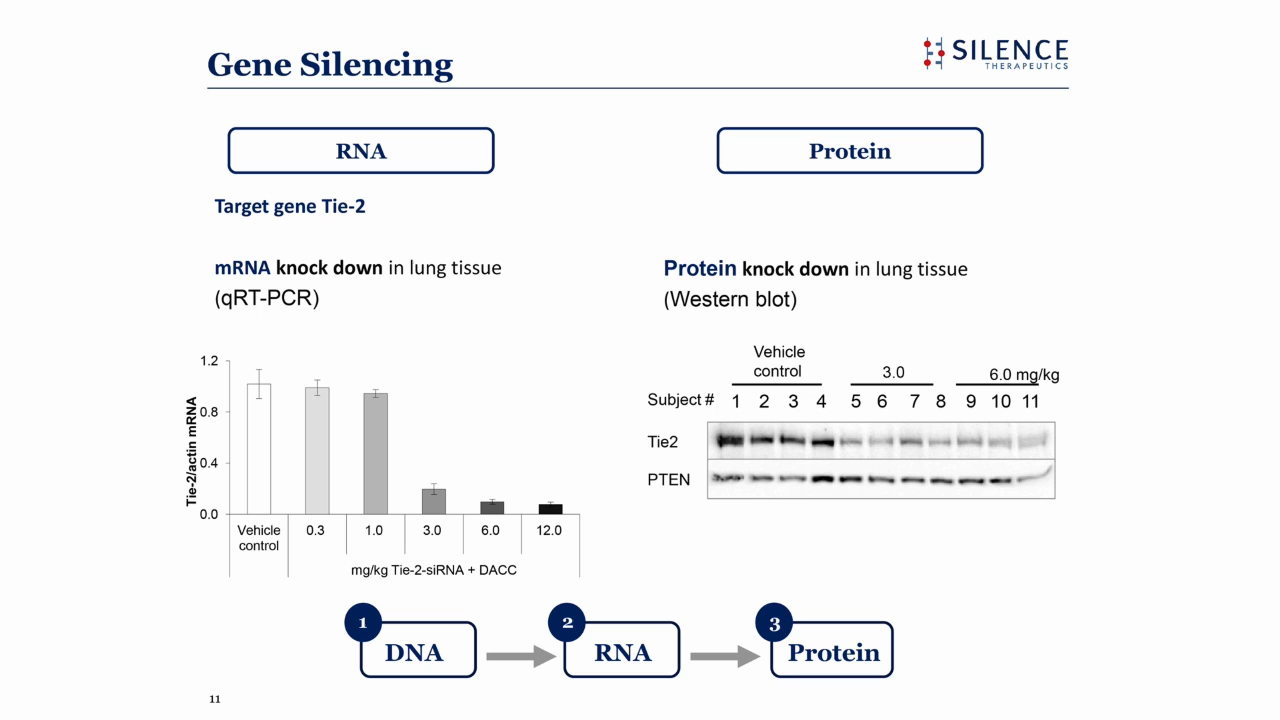 Gene Silencing
SILENCE
THERAPEUTICS
RNA
Protein
Target gene Tie-2
mRNA knock down in lung tissue
(qRT-PCR)
Protein knock down in lung tissue
(Western blot)
1.2
0.8
0.4
0.0
Tie-2/actin mRNA
Vehicle
control
0.3
1.0
3.0
6.0
12.0
mg/kg Tie-2-siRNA + DACC
Vehicle
control
3.0
6.0 mg/kg
Subject # 1 2 3 4 5 6 7 8 9 10 11
Tie2
PTEN
1
DNA
2
RNA
3
Protein
11